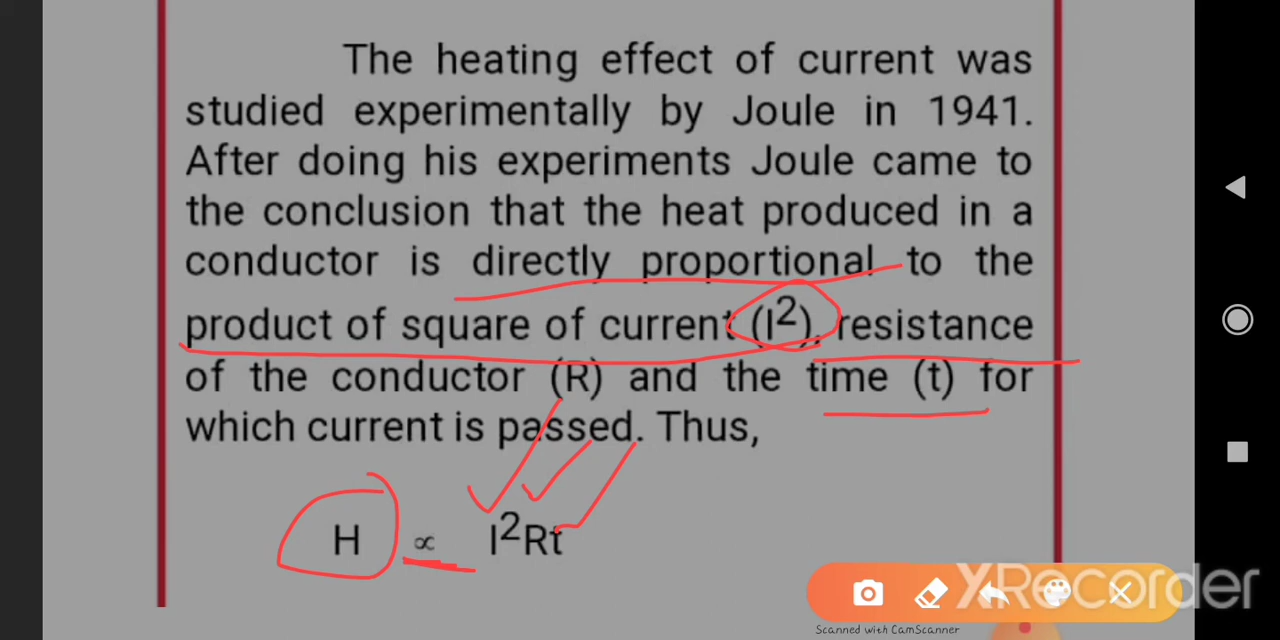 The heating effect of current was
studied experimentally by Joule in 1941.
After doing his experiments Joule came to
the conclusion that the heat produced in a
conductor is directly proportional to the
product of square of current (I²), resistance
of the conductor (R) and the time (t) for
which current is passed. Thus,
H ∝ I²Rt
XRecorder
Scanned with CamScanner